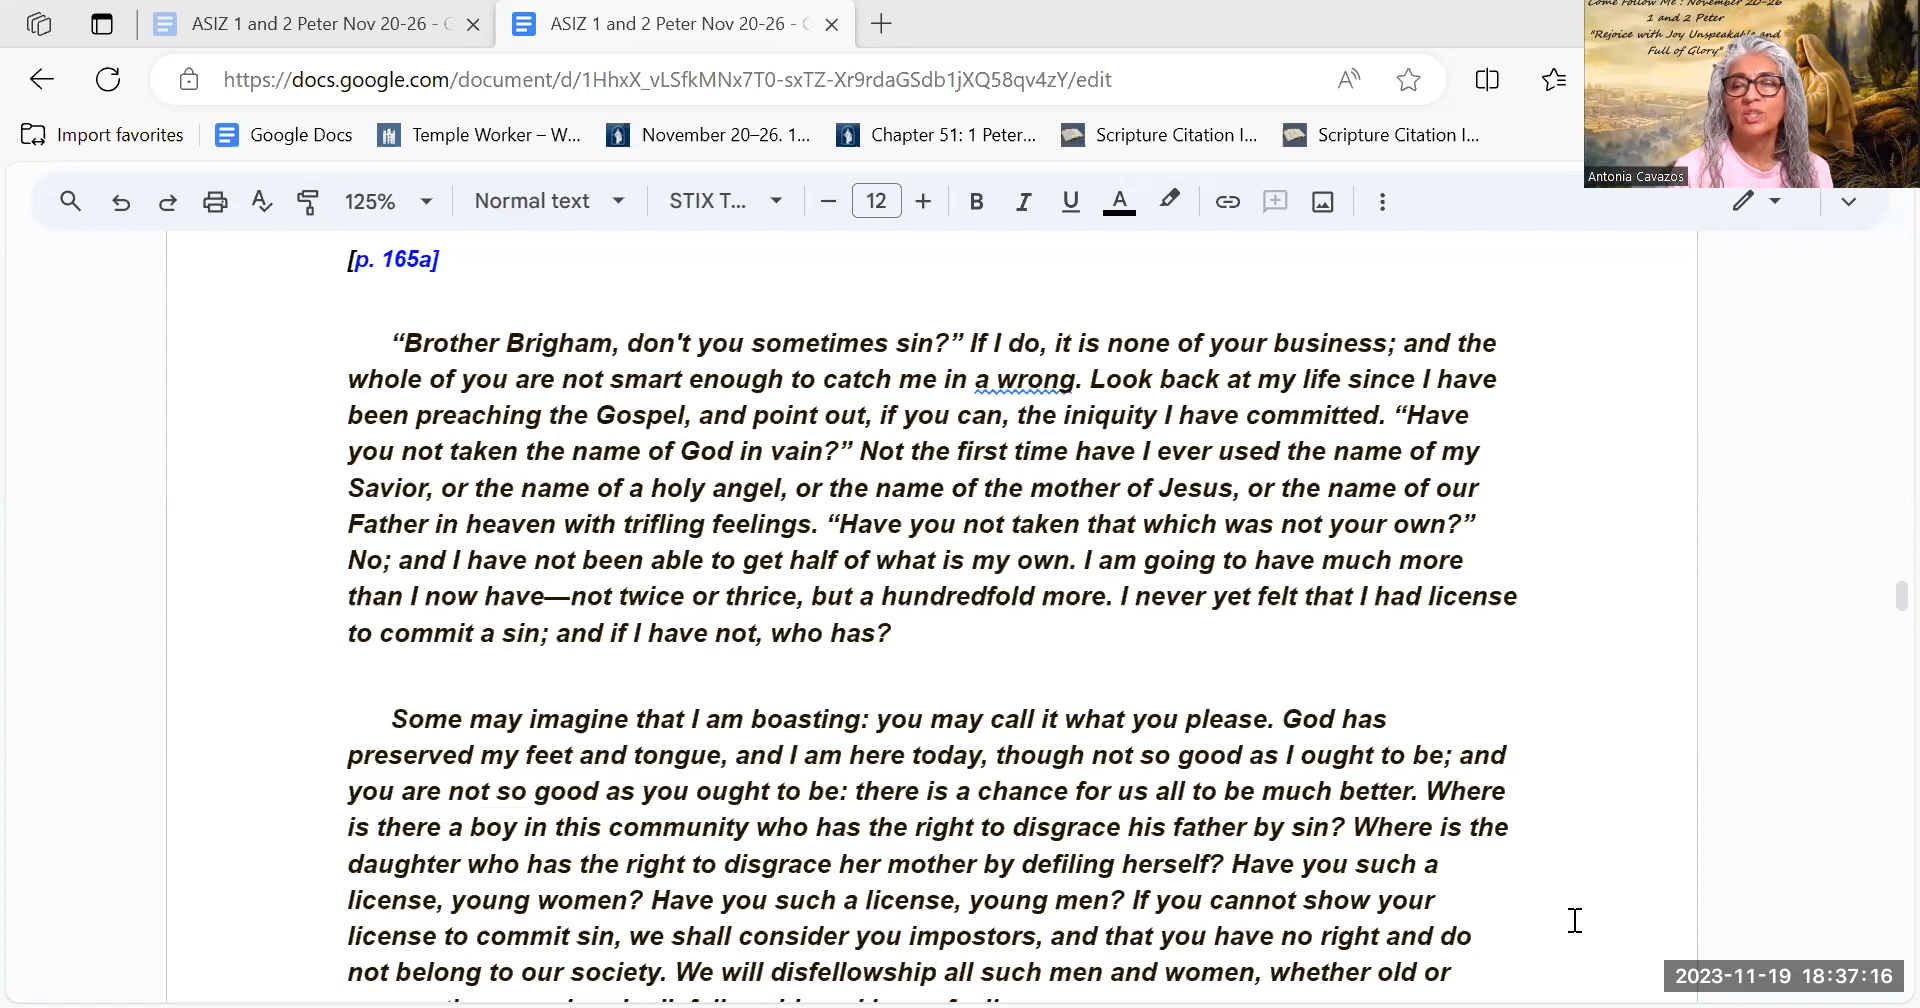 ASIZ 1 and 2 Peter Nov 20-26 - G
ASIZ 1 and 2 Peter Nov 20-26 -
Come Follow Me : November 20-26
1 and 2 Peter
"Rejoice with Joy Unspeakable and
Full of Glory"
https://docs.google.com/document/d/1HhxX_vLSfkMNx7T0-sxTZ-Xr9rdaGSdb1jXQ58qv4zY/edit
Import favorites
Google Docs
Temple Worker – W...
November 20–26. 1...
Chapter 51: 1 Peter...
Scripture Citation I...
Scripture Citation I...
Antonia Cavazos
125%
Normal text
STIX T...
12
[p. 165a]
“Brother Brigham, don't you sometimes sin?” If I do, it is none of your business; and the
whole of you are not smart enough to catch me in a wrong. Look back at my life since I have
been preaching the Gospel, and point out, if you can, the iniquity I have committed. “Have
you not taken the name of God in vain?” Not the first time have I ever used the name of my
Savior, or the name of a holy angel, or the name of the mother of Jesus, or the name of our
Father in heaven with trifling feelings. “Have you not taken that which was not your own?”
No; and I have not been able to get half of what is my own. I am going to have much more
than I now have—not twice or thrice, but a hundredfold more. I never yet felt that I had license
to commit a sin; and if I have not, who has?
Some may imagine that I am boasting: you may call it what you please. God has
preserved my feet and tongue, and I am here today, though not so good as I ought to be; and
you are not so good as you ought to be: there is a chance for us all to be much better. Where
is there a boy in this community who has the right to disgrace his father by sin? Where is the
daughter who has the right to disgrace her mother by defiling herself? Have you such a
license, young women? Have you such a license, young men? If you cannot show your
license to commit sin, we shall consider you impostors, and that you have no right and do
not belong to our society. We will disfellowship all such men and women, whether old or
2023-11-19 18:37:16